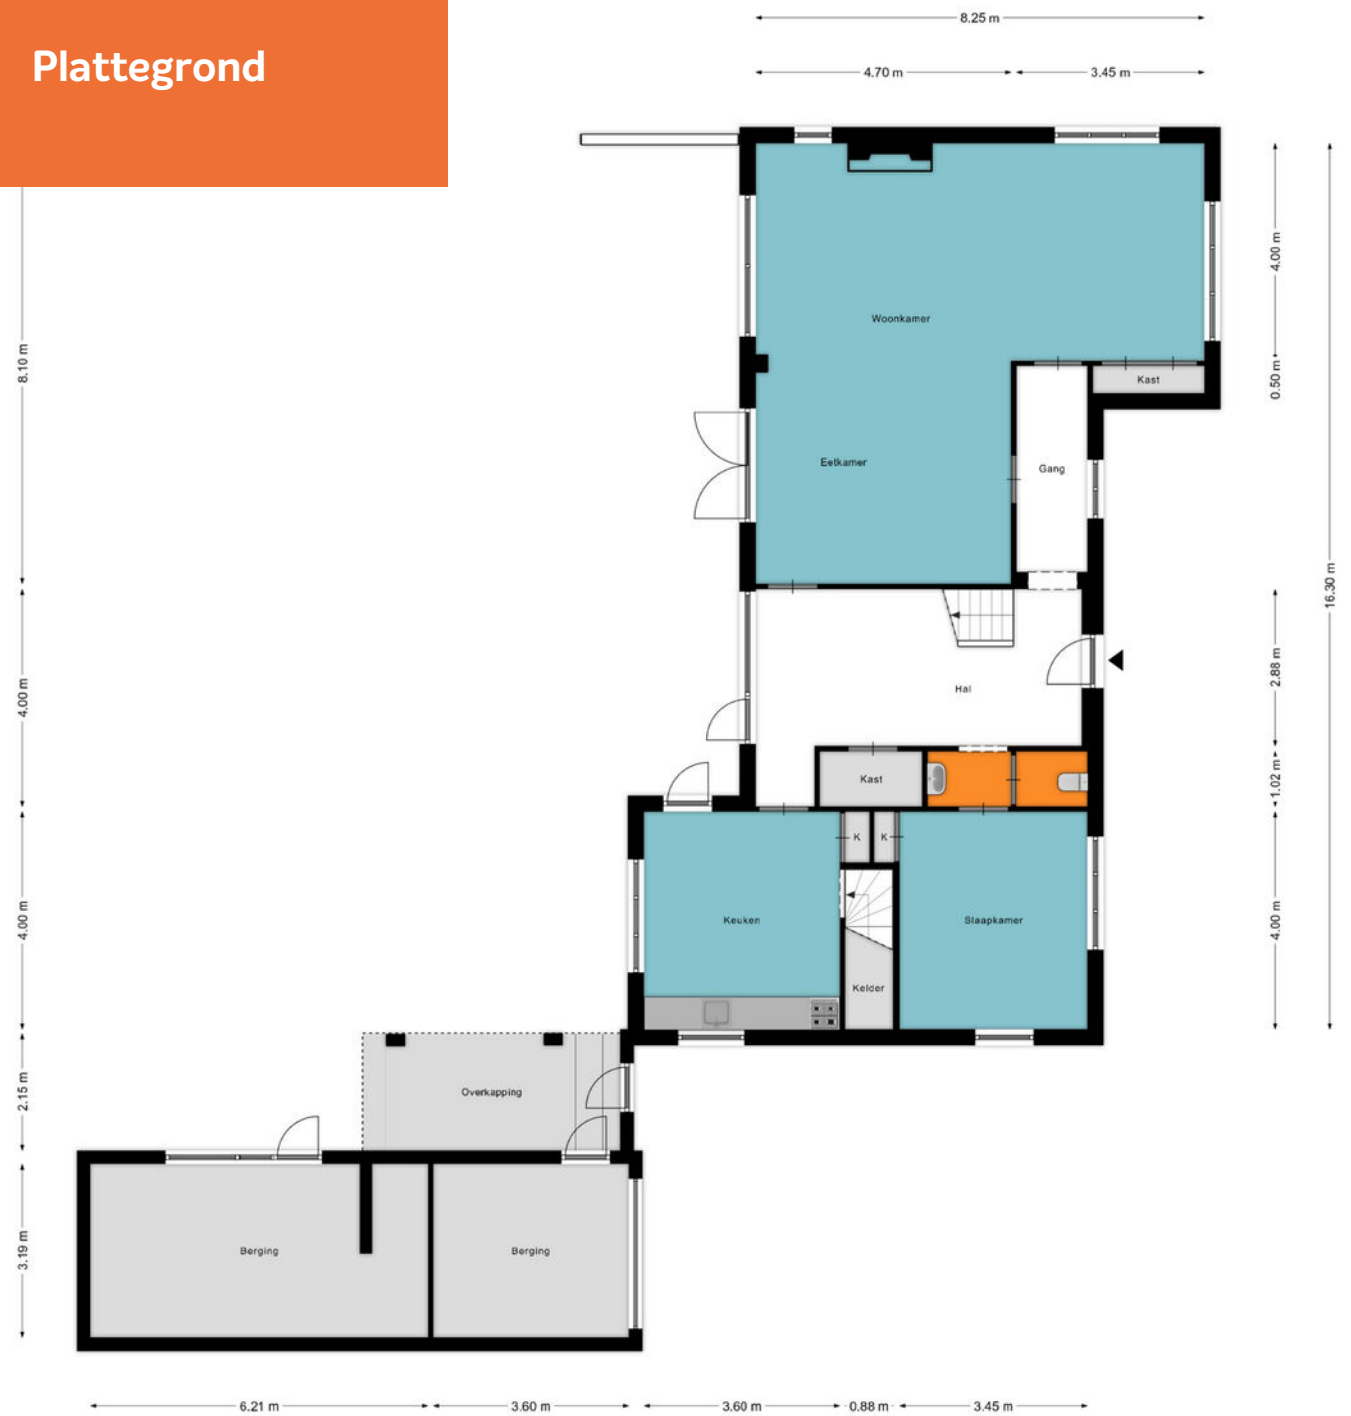 Plattegrond
8.25 m
4.70 m
3.45 m
8.10 m
4.00 m
0.50 m
16.30 m
Woonkamer
Kast
Eetkamer
Gang
4.00 m
2.88 m
Hal
Kast
1.02 m
K
K
4.00 m
Keuken
Slaapkamer
4.00 m
Kelder
2.15 m
Overkapping
3.19 m
Berging
Berging
6.21 m
3.60 m
3.60 m
0.88 m
3.45 m